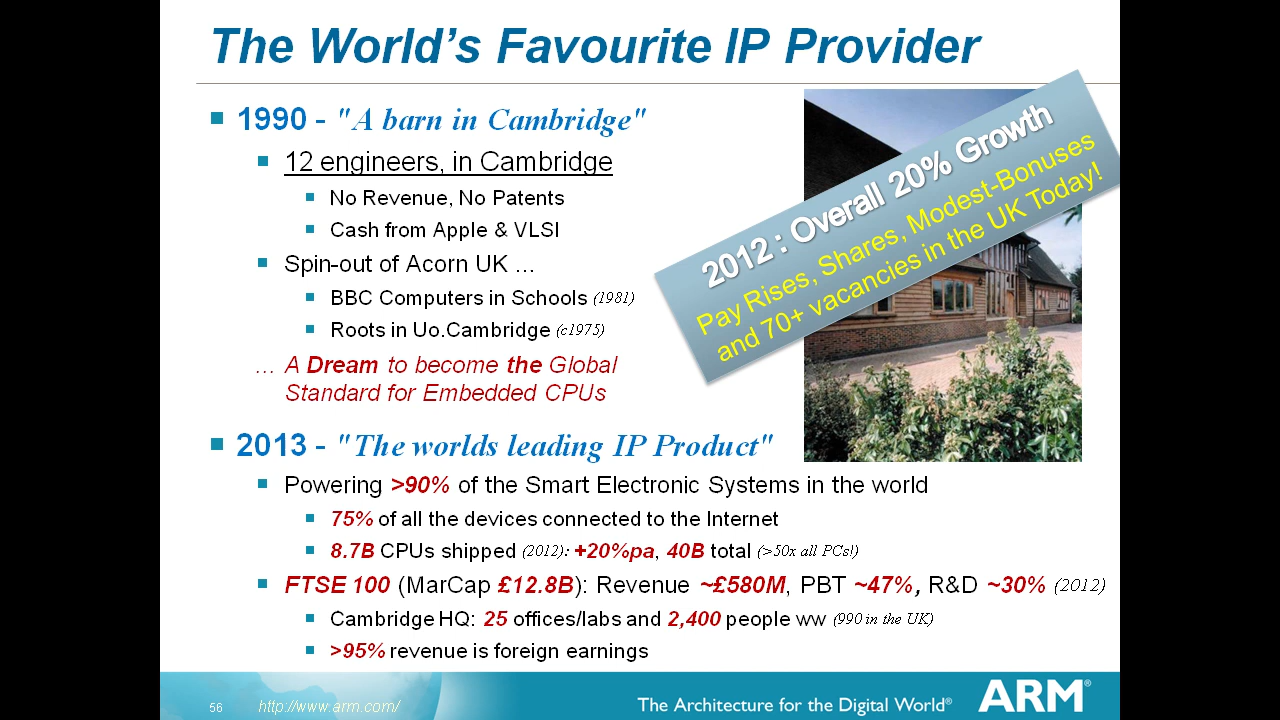 The World's Favourite IP Provider
1990 - "A barn in Cambridge"
12 engineers, in Cambridge
No Revenue, No Patents
Cash from Apple & VLSI
Spin-out of Acorn UK ...
BBC Computers in Schools (1981)
Roots in Uo.Cambridge (c1975)
... A Dream to become the Global
Standard for Embedded CPUs
2012 : Overall 20% Growth
Pay Rises, Shares, Modest-Bonuses
and 70+ vacancies in the UK Today!
2013 - "The worlds leading IP Product"
Powering >90% of the Smart Electronic Systems in the world
75% of all the devices connected to the Internet
8.7B CPUs shipped (2012): +20%pa, 40B total (>50x all PCs!)
FTSE 100 (MarCap £12.8B): Revenue ~£580M, PBT ~47%, R&D ~30% (2012)
Cambridge HQ: 25 offices/labs and 2,400 people ww (990 in the UK)
>95% revenue is foreign earnings
56 http://www.arm.com/ The Architecture for the Digital World® ARM®